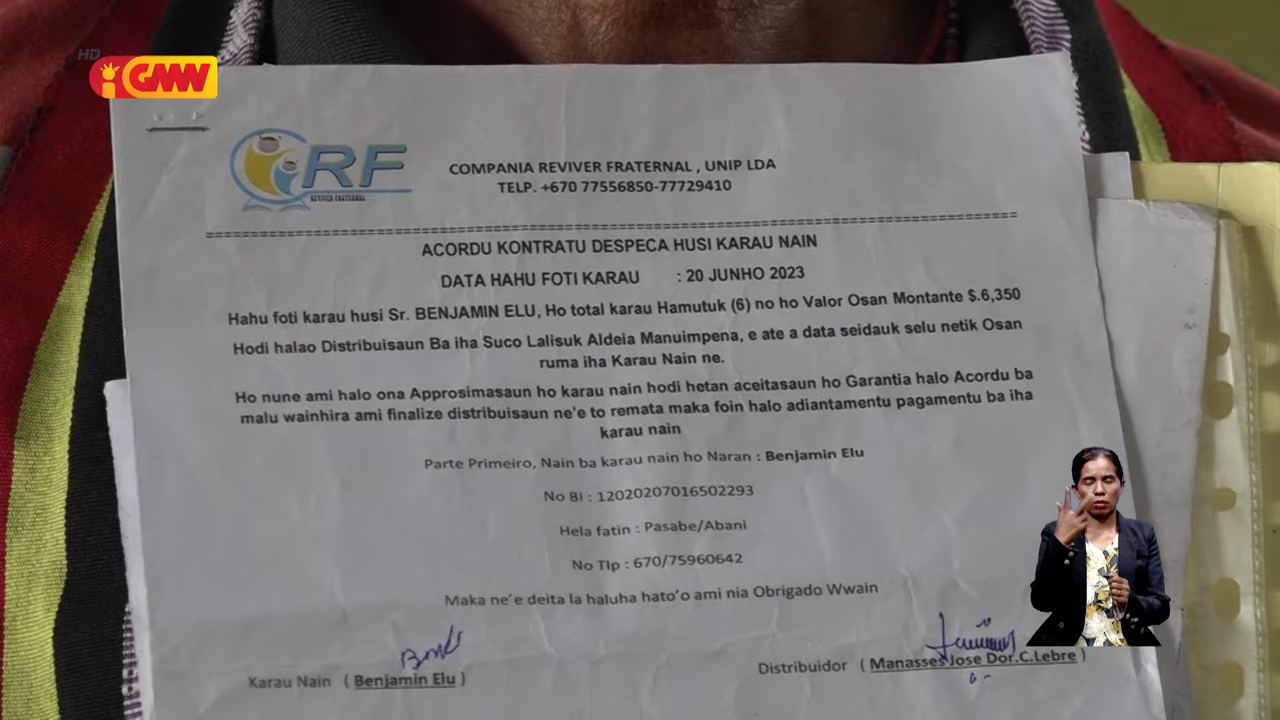 HD
GMW
CRF
REVIVER FRATERNAL
COMPANIA REVIVER FRATERNAL , UNIP LDA
TELP. +670 77556850-77729410
ACORDU KONTRATU DESPECA HUSI KARAU NAIN
DATA HAHU FOTI KARAU : 20 JUNHO 2023
Hahu foti karau husi Sr. BENJAMIN ELU, Ho total karau Hamutuk (6) no ho Valor Osan Montante $.6,350
Hodi halao Distribuisaun Ba iha Suco Lalisuk Aldeia Manuimpena, e ate a data seidauk selu netik Osan
ruma iha Karau Nain ne.
Ho nune ami halo ona Approsimasaun ho karau nain hodi hetan aceitasaun ho Garantia halo Acordu ba
malu wainhira ami finalize distribuisaun ne'e to remata maka foin halo adiantamentu pagamentu ba iha
karau nain
Parte Primeiro, Nain ba karau nain ho Naran : Benjamin Elu
No BI : 12020207016502293
Hela fatin : Pasabe/Abani
No Tlp : 670/75960642
Maka ne'e deita la haluha hato'o ami nia Obrigado Wwain
Karau Nain ( Benjamin Elu )
Distribuidor ( Manasses Jose Dor.C.Lebre )